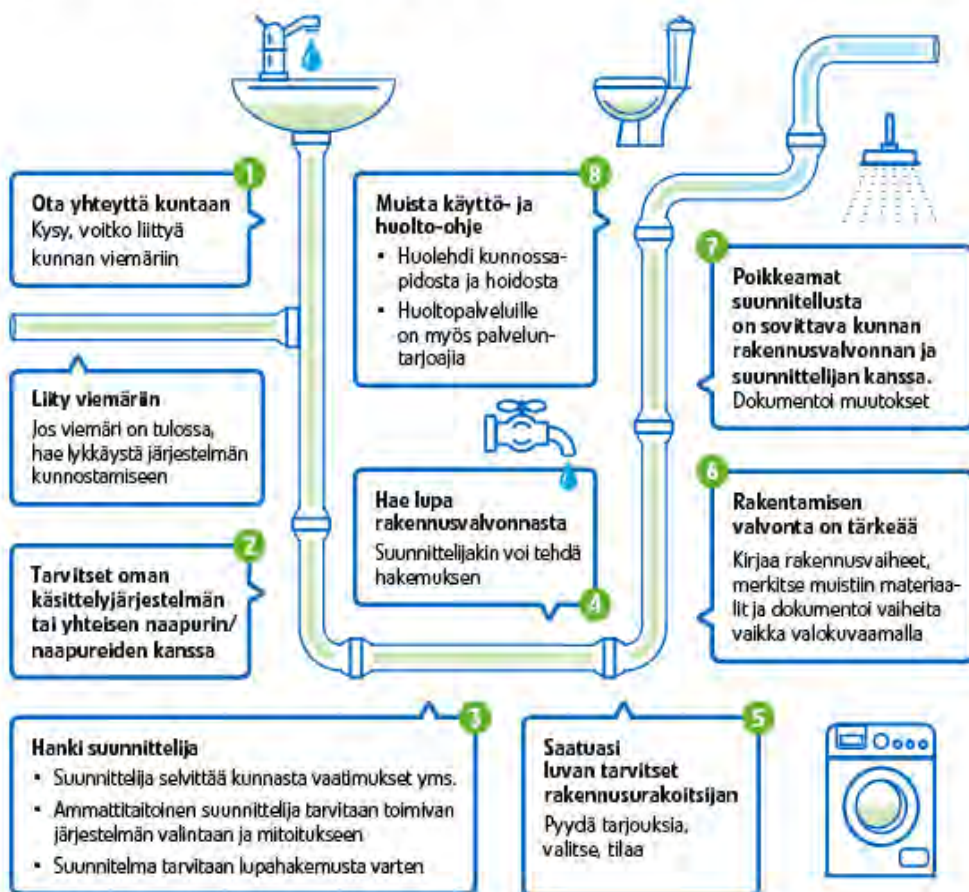 1
Ota yhteyttä kuntaan
Kysy, voitko liittyä
kunnan viemäriin
Liity viemäriin
Jos viemäri on tulossa,
hae lykkäystä järjestelmän
kunnostamiseen
2
Tarvitset oman
käsittelyjärjestelmän
tai yhteisen naapurin/
naapureiden kanssa
3
Hanki suunnittelija
• Suunnittelija selvittää kunnasta vaatimukset yms.
• Ammattitaitoinen suunnittelija tarvitaan toimivan
järjestelmän valintaan ja mitoitukseen
• Suunnitelma tarvitaan lupahakemusta varten
Hae lupa
rakennusvalvonnasta
Suunnittelijakin voi tehdä
hakemuksen
4
5
Saatuasi
luvan tarvitset
rakennusurakoitsijan
Pyydä tarjouksia,
valitse, tilaa
6
Rakentamisen
valvonta on tärkeää
Kirjaa rakennusvaiheet,
merkitse muistiin materiaa-
lit ja dokumentoi vaiheita
vaikka valokuvaamalla
7
Poikkeamat
suunnitellusta
on sovittava kunnan
rakennusvalvonnan ja
suunnittelijan kanssa.
Dokumentoi muutokset
8
Muista käyttö- ja
huolto-ohje
• Huolehdi kunnossa-
pidosta ja hoidosta
• Huoltopalveluille
on myös palvelun-
tarjoajia